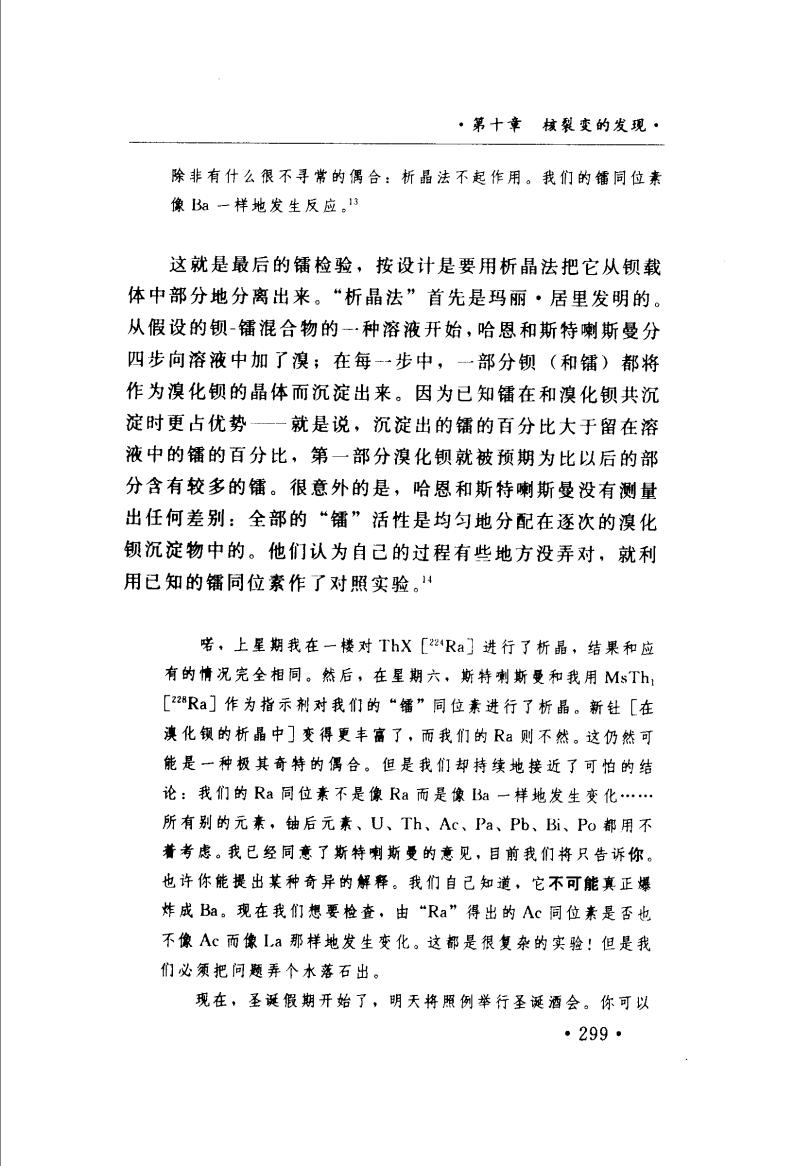 ·第十章 核裂变的发现·
除非有什么很不寻常的偶合：析晶法不起作用。我们的镭同位素
像 Ba 一样地发生反应。13
这就是最后的镭检验，按设计是要用析晶法把它从钡载
体中部分地分离出来。“析晶法”首先是玛丽·居里发明的。
从假设的钡-镭混合物的一种溶液开始，哈恩和斯特喇斯曼分
四步向溶液中加了溴；在每一步中，一部分钡（和镭）都将
作为溴化钡的晶体而沉淀出来。因为已知镭在和溴化钡共沉
淀时更占优势——就是说，沉淀出的镭的百分比大于留在溶
液中的镭的百分比，第一部分溴化钡就被预期为比以后的部
分含有较多的镭。很意外的是，哈恩和斯特喇斯曼没有测量
出任何差别：全部的“镭”活性是均匀地分配在逐次的溴化
钡沉淀物中的。他们认为自己的过程有些地方没弄对，就利
用已知的镭同位素作了对照实验。14
喏，上星期我在一楼对 ThX [²²⁴Ra] 进行了析晶，结果和应
有的情况完全相同。然后，在星期六，斯特喇斯曼和我用 MsTh₁
[²²⁸Ra] 作为指示剂对我们的“镭”同位素进行了析晶。新钍 [在
溴化钡的析晶中] 变得更丰富了，而我们的 Ra 则不然。这仍然可
能是一种极其奇特的偶合。但是我们却持续地接近了可怕的结
论：我们的 Ra 同位素不是像 Ra 而是像 Ba 一样地发生变化……
所有别的元素，铀后元素、U、Th、Ac、Pa、Pb、Bi、Po 都用不
着考虑。我已经同意了斯特喇斯曼的意见，目前我们将只告诉你。
也许你能提出某种奇异的解释。我们自己知道，它不可能真正爆
炸成 Ba。现在我们想要检查，由“Ra”得出的 Ac 同位素是否也
不像 Ac 而像 La 那样地发生变化。这都是很复杂的实验！但是我
们必须把问题弄个水落石出。
现在，圣诞假期开始了，明天将照例举行圣诞酒会。你可以
·299·